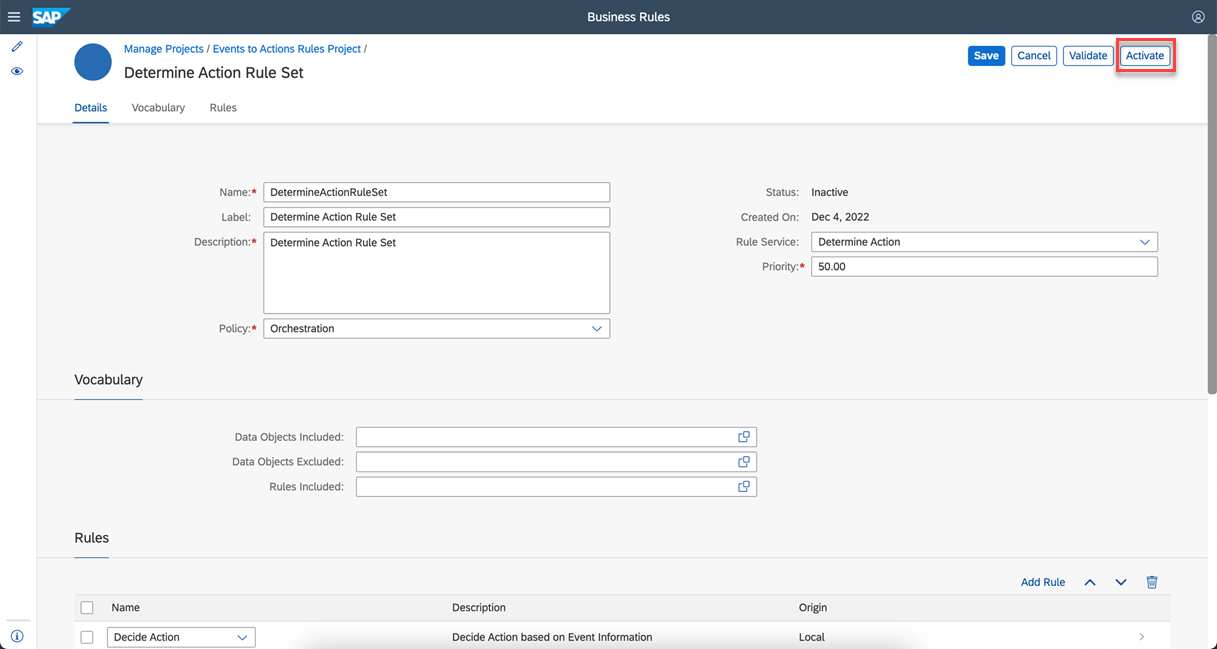 SAP
Business Rules
Manage Projects / Events to Actions Rules Project /
Determine Action Rule Set
Save
Cancel
Validate
Activate
Details
Vocabulary
Rules
Name:*
DetermineActionRuleSet
Label:
Determine Action Rule Set
Description:*
Determine Action Rule Set
Policy:*
Orchestration
Status:
Inactive
Created On:
Dec 4, 2022
Rule Service:
Determine Action
Priority:*
50.00
Vocabulary
Data Objects Included:
Data Objects Excluded:
Rules Included:
Rules
Add Rule
Name
Description
Origin
Decide Action
Decide Action based on Event Information
Local